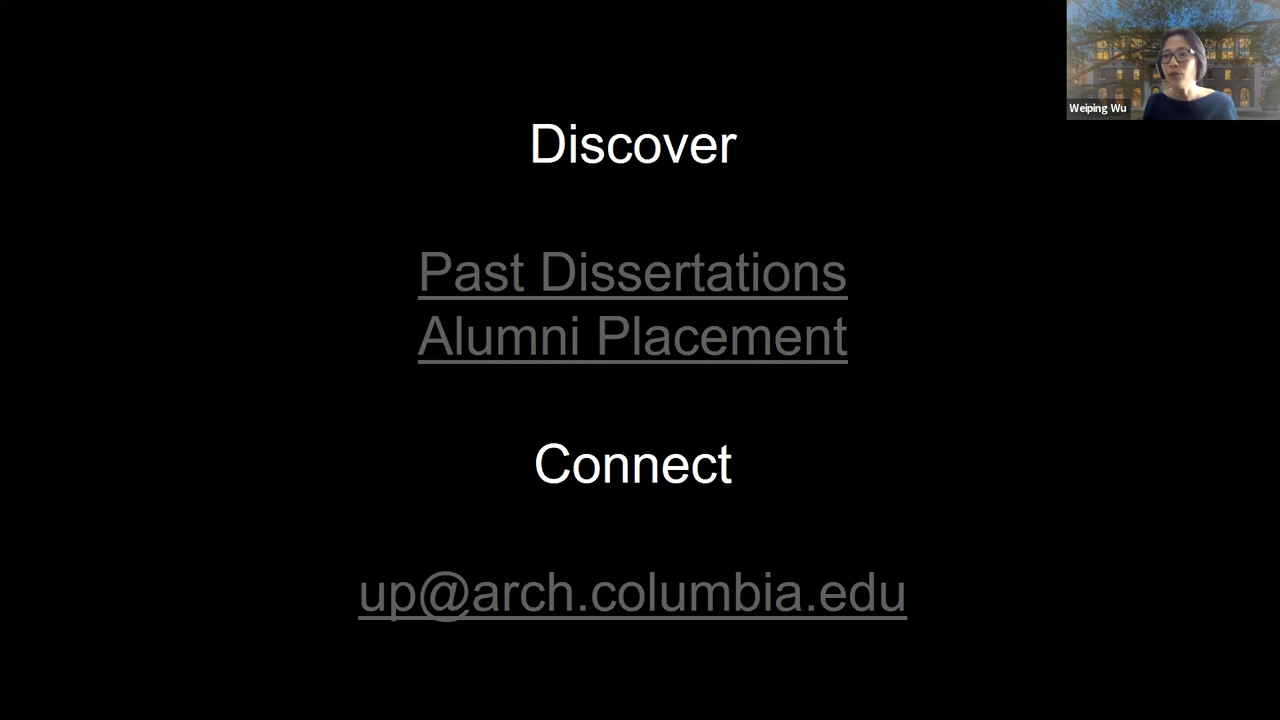 Discover
Past Dissertations
Alumni Placement
Connect
up@arch.columbia.edu
Weiping Wu